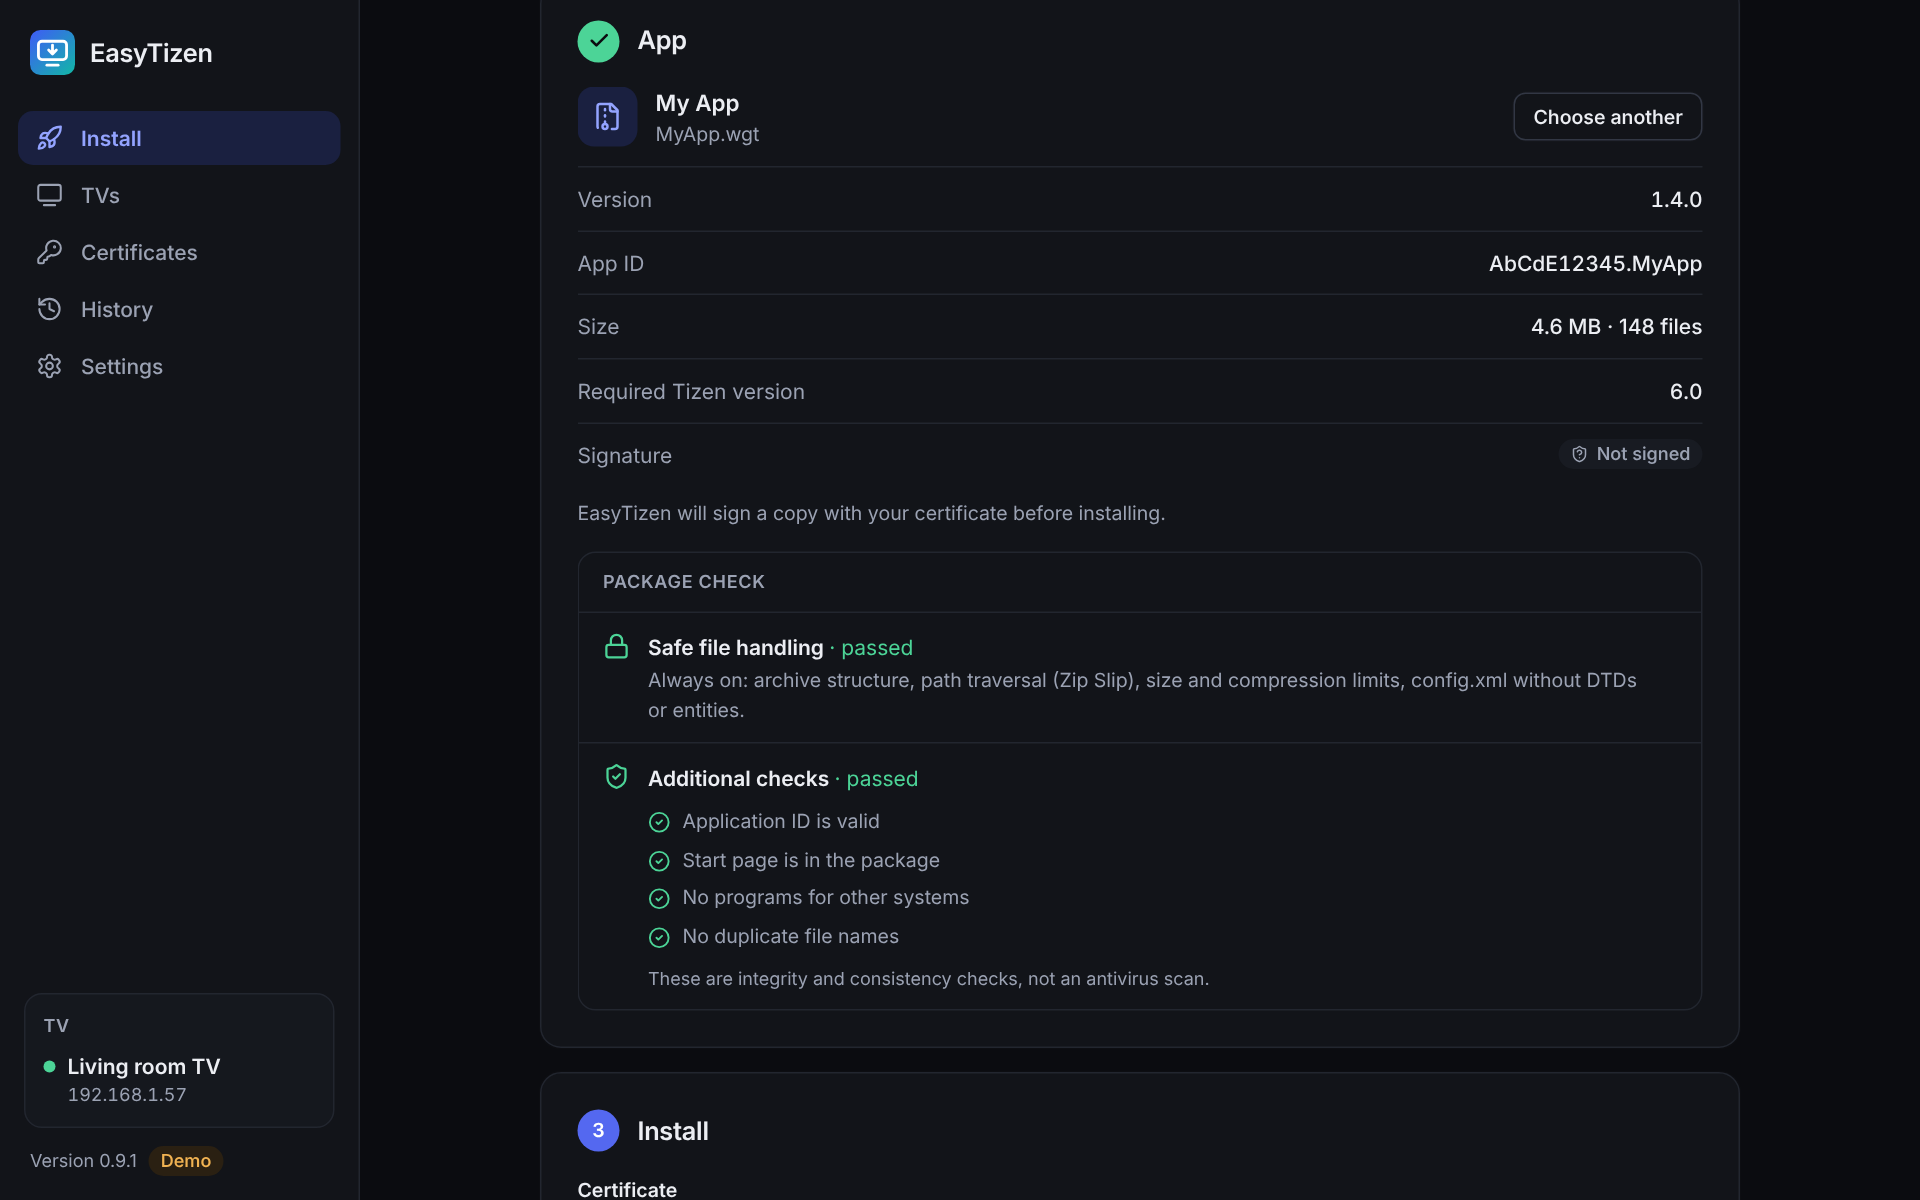 EasyTizen
Install
TVs
Certificates
History
Settings
TV
Living room TV
192.168.1.57
Version 0.9.1
Demo
App
My App
MyApp.wgt
Choose another
Version
1.4.0
App ID
AbCdE12345.MyApp
Size
4.6 MB · 148 files
Required Tizen version
6.0
Signature
Not signed
EasyTizen will sign a copy with your certificate before installing.
PACKAGE CHECK
Safe file handling · passed
Always on: archive structure, path traversal (Zip Slip), size and compression limits, config.xml without DTDs
or entities.
Additional checks · passed
Application ID is valid
Start page is in the package
No programs for other systems
No duplicate file names
These are integrity and consistency checks, not an antivirus scan.
3
Install
Certificate